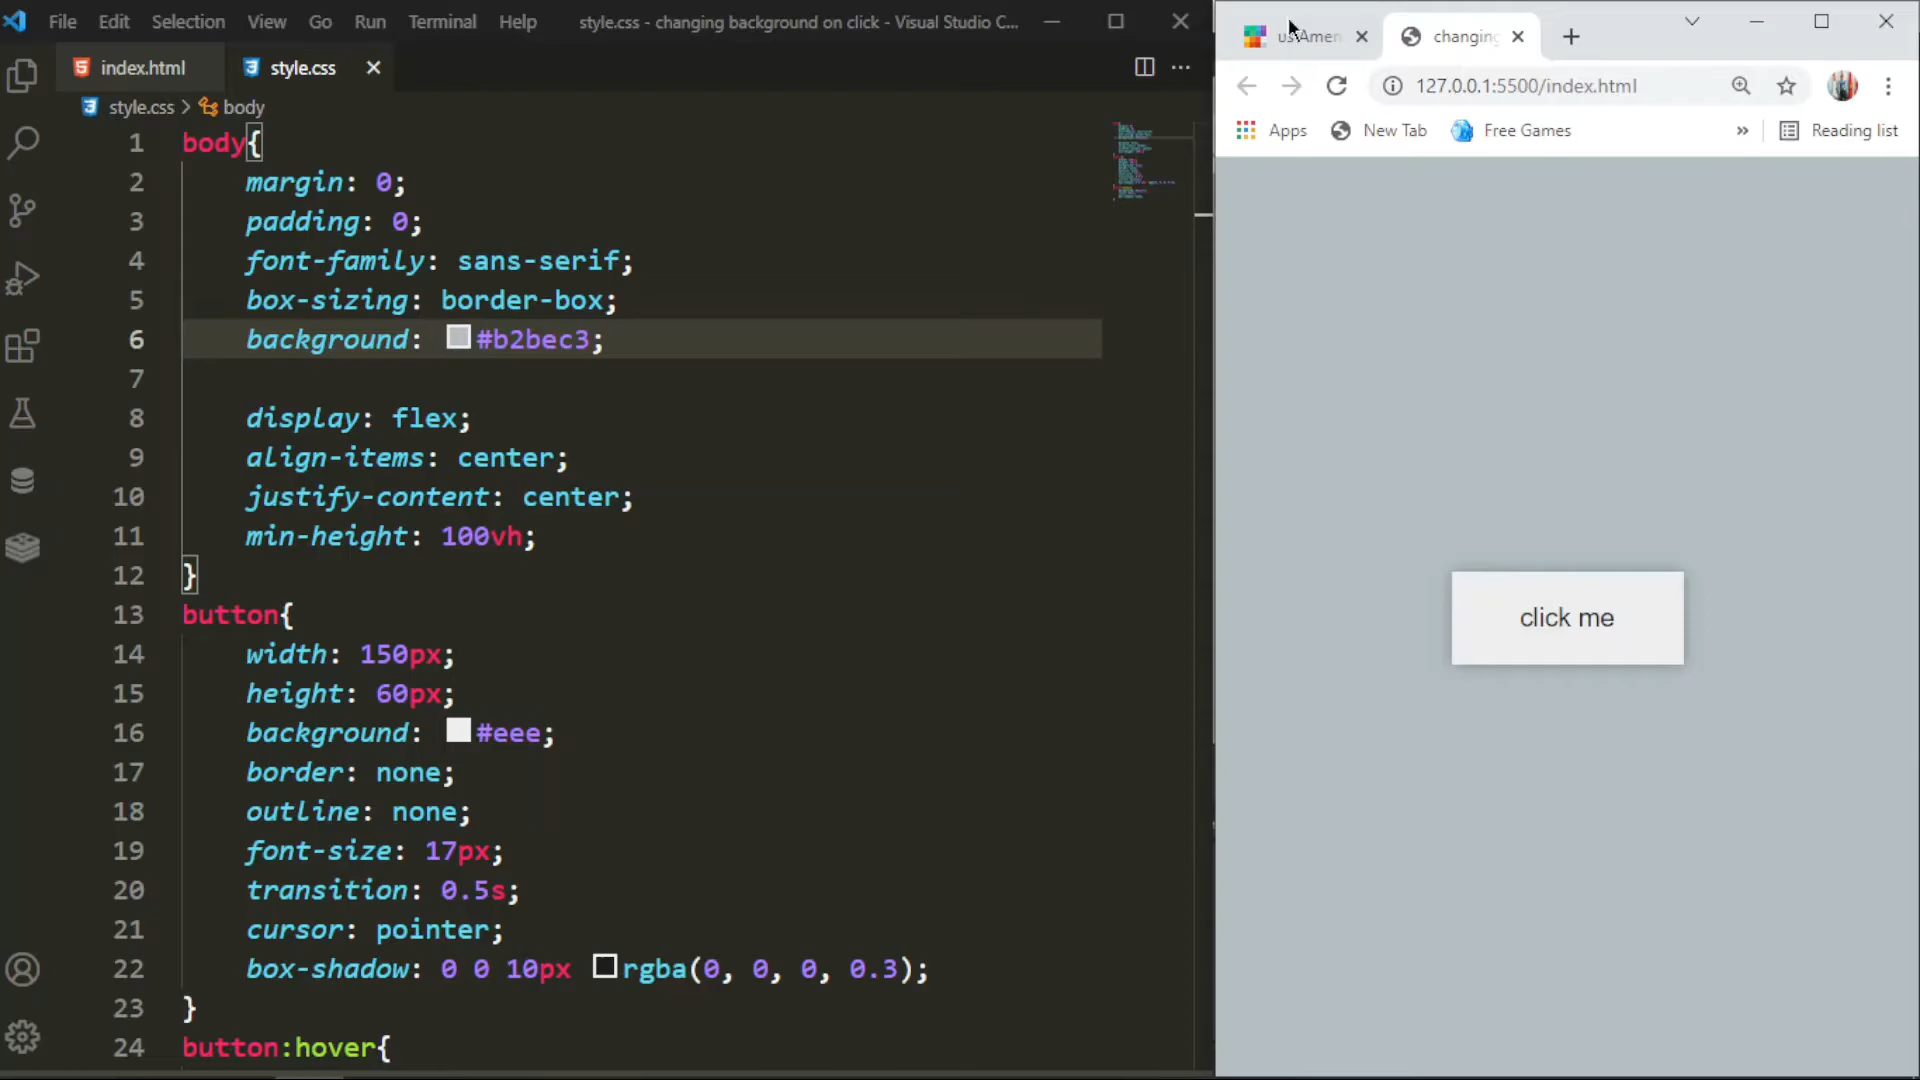 File Edit Selection View Go Run Terminal Help style.css - changing background on click - Visual Studio C...
index.html style.css
style.css > body
1 body{
2 margin: 0;
3 padding: 0;
4 font-family: sans-serif;
5 box-sizing: border-box;
6 background: #b2bec3;
7
8 display: flex;
9 align-items: center;
10 justify-content: center;
11 min-height: 100vh;
12 }
13 button{
14 width: 150px;
15 height: 60px;
16 background: #eee;
17 border: none;
18 outline: none;
19 font-size: 17px;
20 transition: 0.5s;
21 cursor: pointer;
22 box-shadow: 0 0 10px rgba(0, 0, 0, 0.3);
23 }
24 button:hover{
changing
127.0.0.1:5500/index.html
Apps New Tab Free Games » Reading list
click me